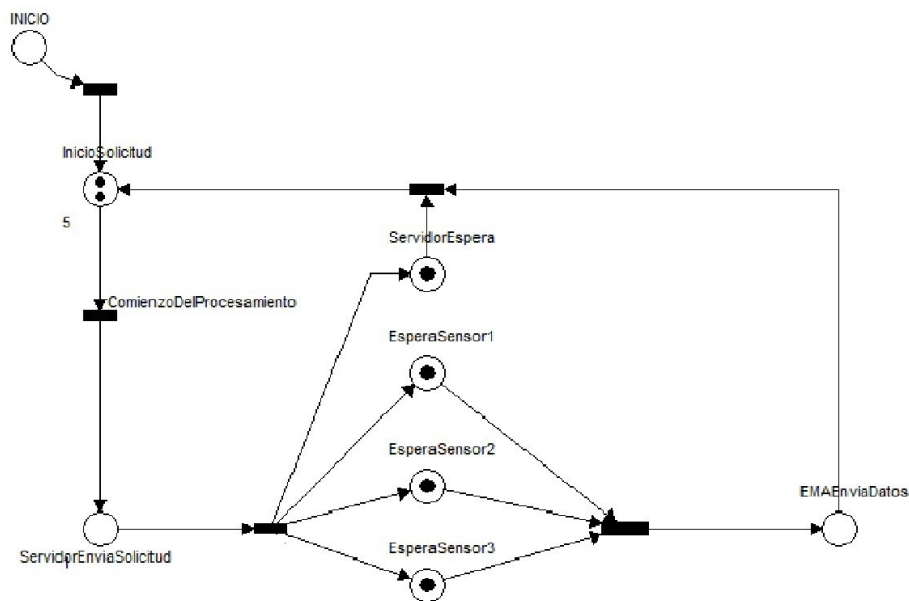 INICIO
InicioSolicitud
5
ServidorEspera
ComienzoDelProcesamiento
EsperaSensor1
EsperaSensor2
EMAEnviaDatos
ServidorEnviaSolicitud
EsperaSensor3